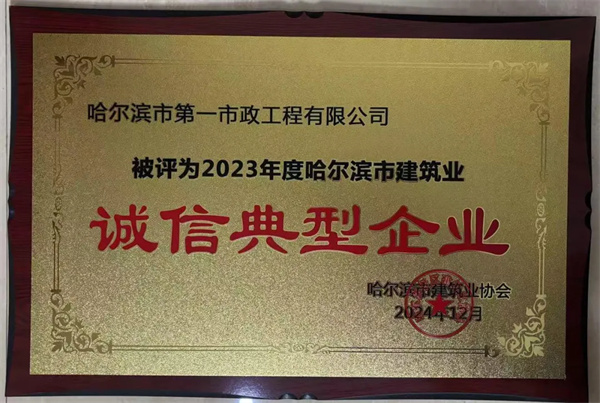 哈尔滨市第一市政工程有限公司
被评为2023年度哈尔滨市建筑业
诚信典型企业
哈尔滨市建筑业协会
2024年12月